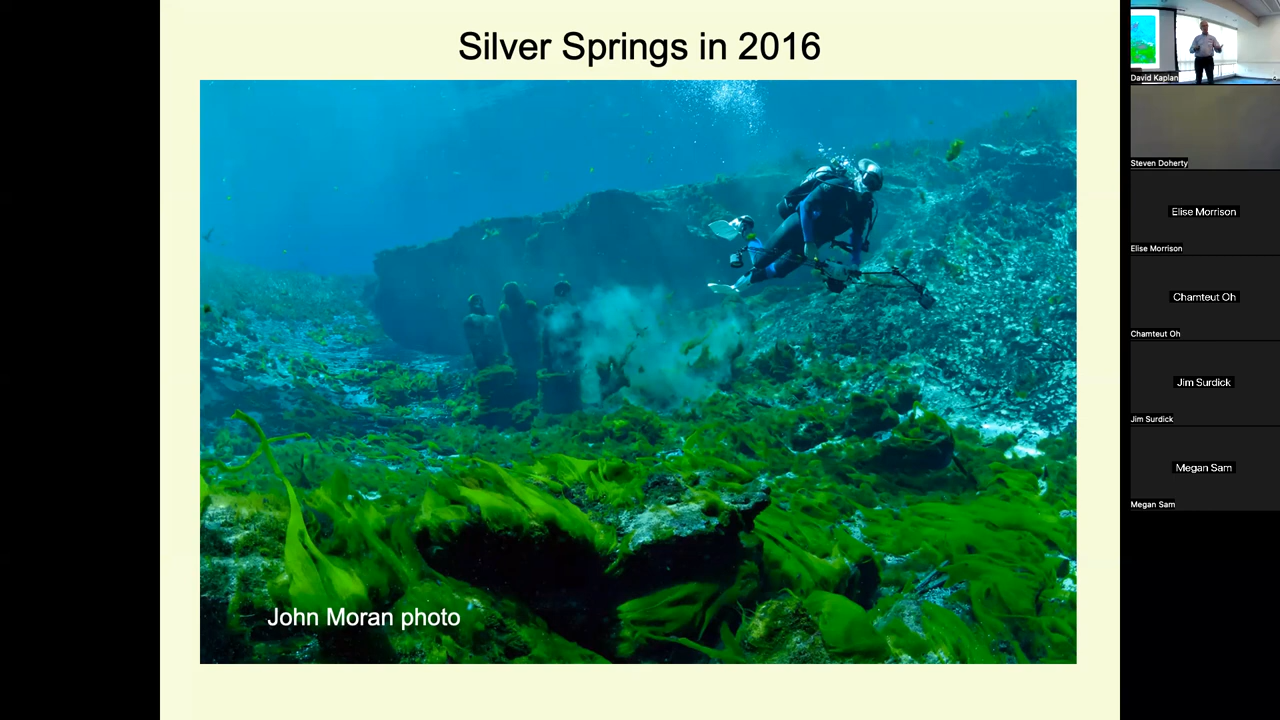 Silver Springs in 2016
John Moran photo
David Kaplan
Steven Doherty
Elise Morrison
Elise Morrison
Chamteut Oh
Chamteut Oh
Jim Surdick
Jim Surdick
Megan Sam
Megan Sam